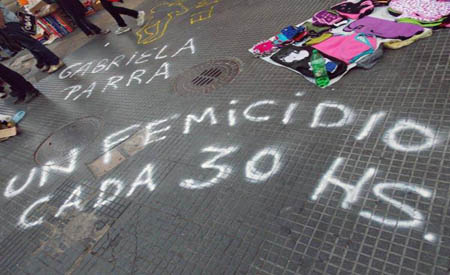 GABRIELA
PARRA
UN FEMICIDIO
CADA 30 HS.